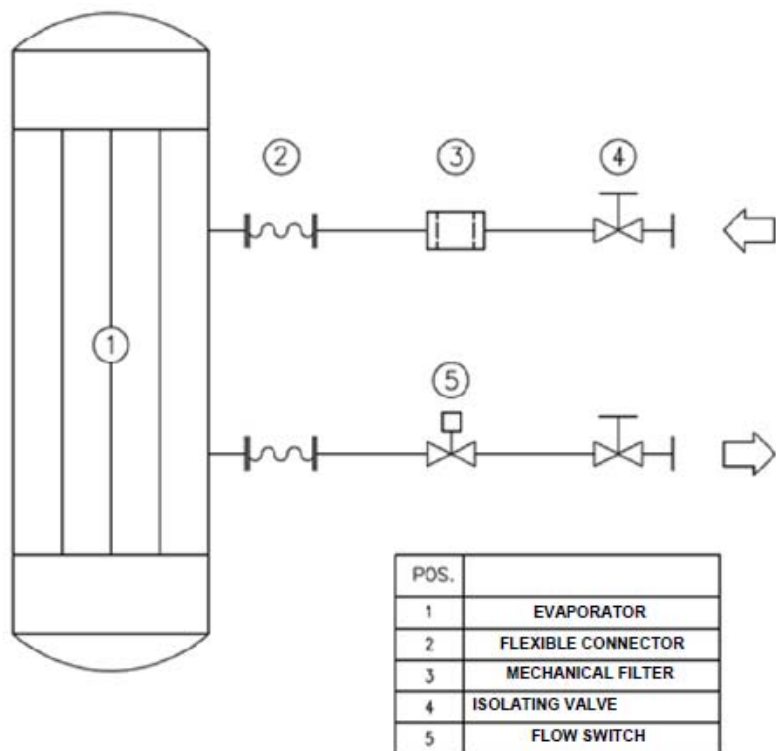 2
3
4
1
5
POS.
1 EVAPORATOR
2 FLEXIBLE CONNECTOR
3 MECHANICAL FILTER
4 ISOLATING VALVE
5 FLOW SWITCH